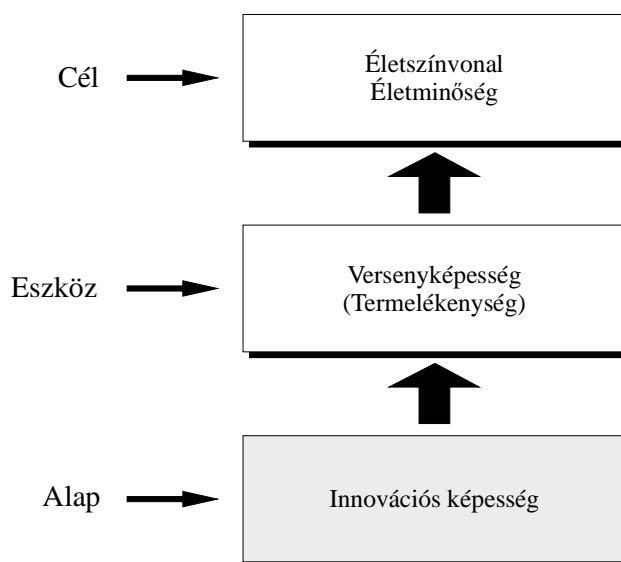 Cél
Életszínvonal
Életminőség
Eszköz
Versenyképesség
(Termelékenység)
Alap
Innovációs képesség